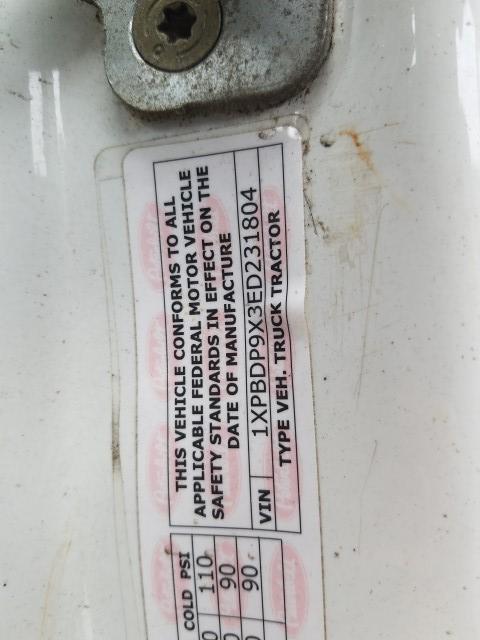 THIS VEHICLE CONFORMS TO ALL
APPLICABLE FEDERAL MOTOR VEHICLE
SAFETY STANDARDS IN EFFECT ON THE
DATE OF MANUFACTURE
VIN 1XPBDP9X3ED231804
TYPE VEH. TRUCK TRACTOR
COLD PSI
110
90
90